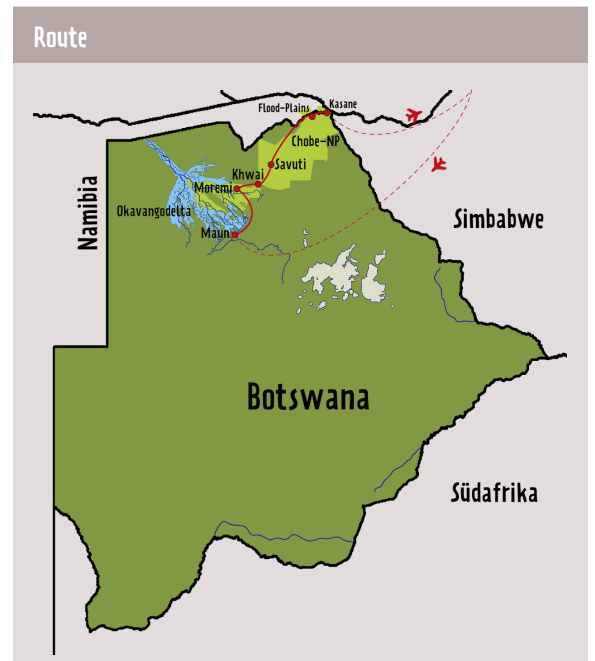 Route
Flood-Plains
Kasane
Chobe-NP
Savuti
Khwai
Moremi
Okavangodelta
Maun
Namibia
Simbabwe
Botswana
Südafrika